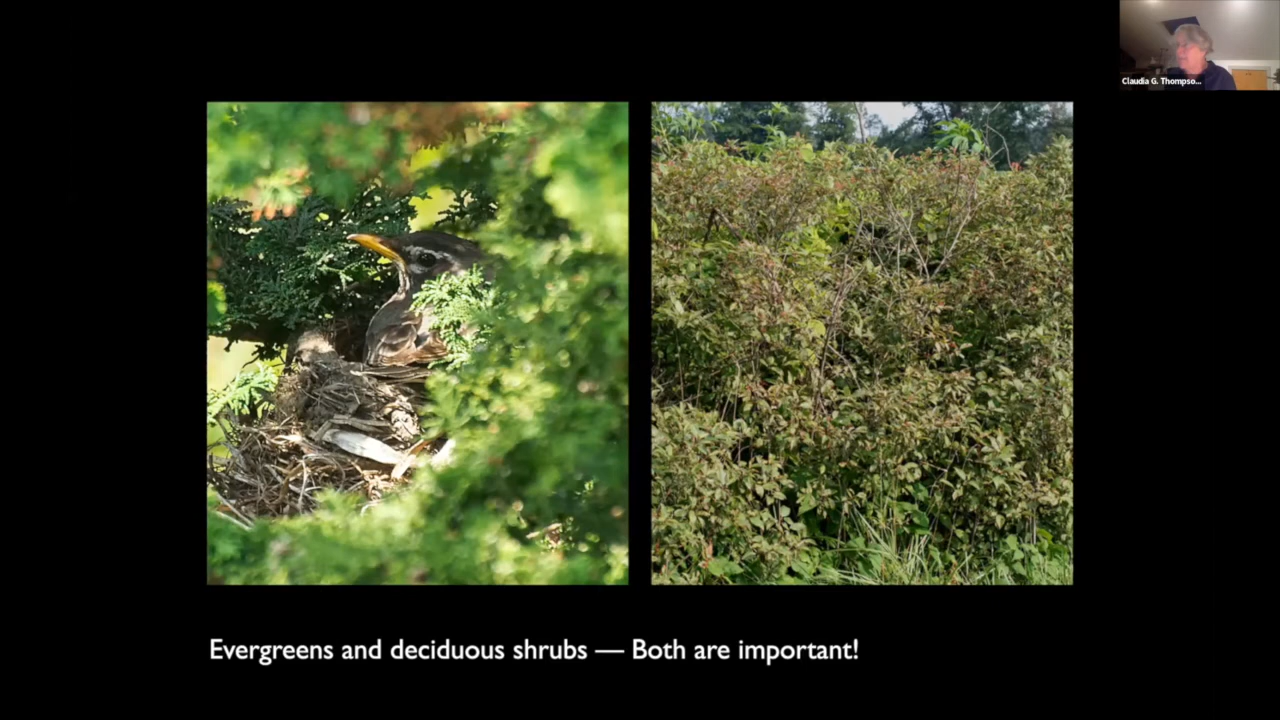 Claudia G. Thompso...
Evergreens and deciduous shrubs — Both are important!